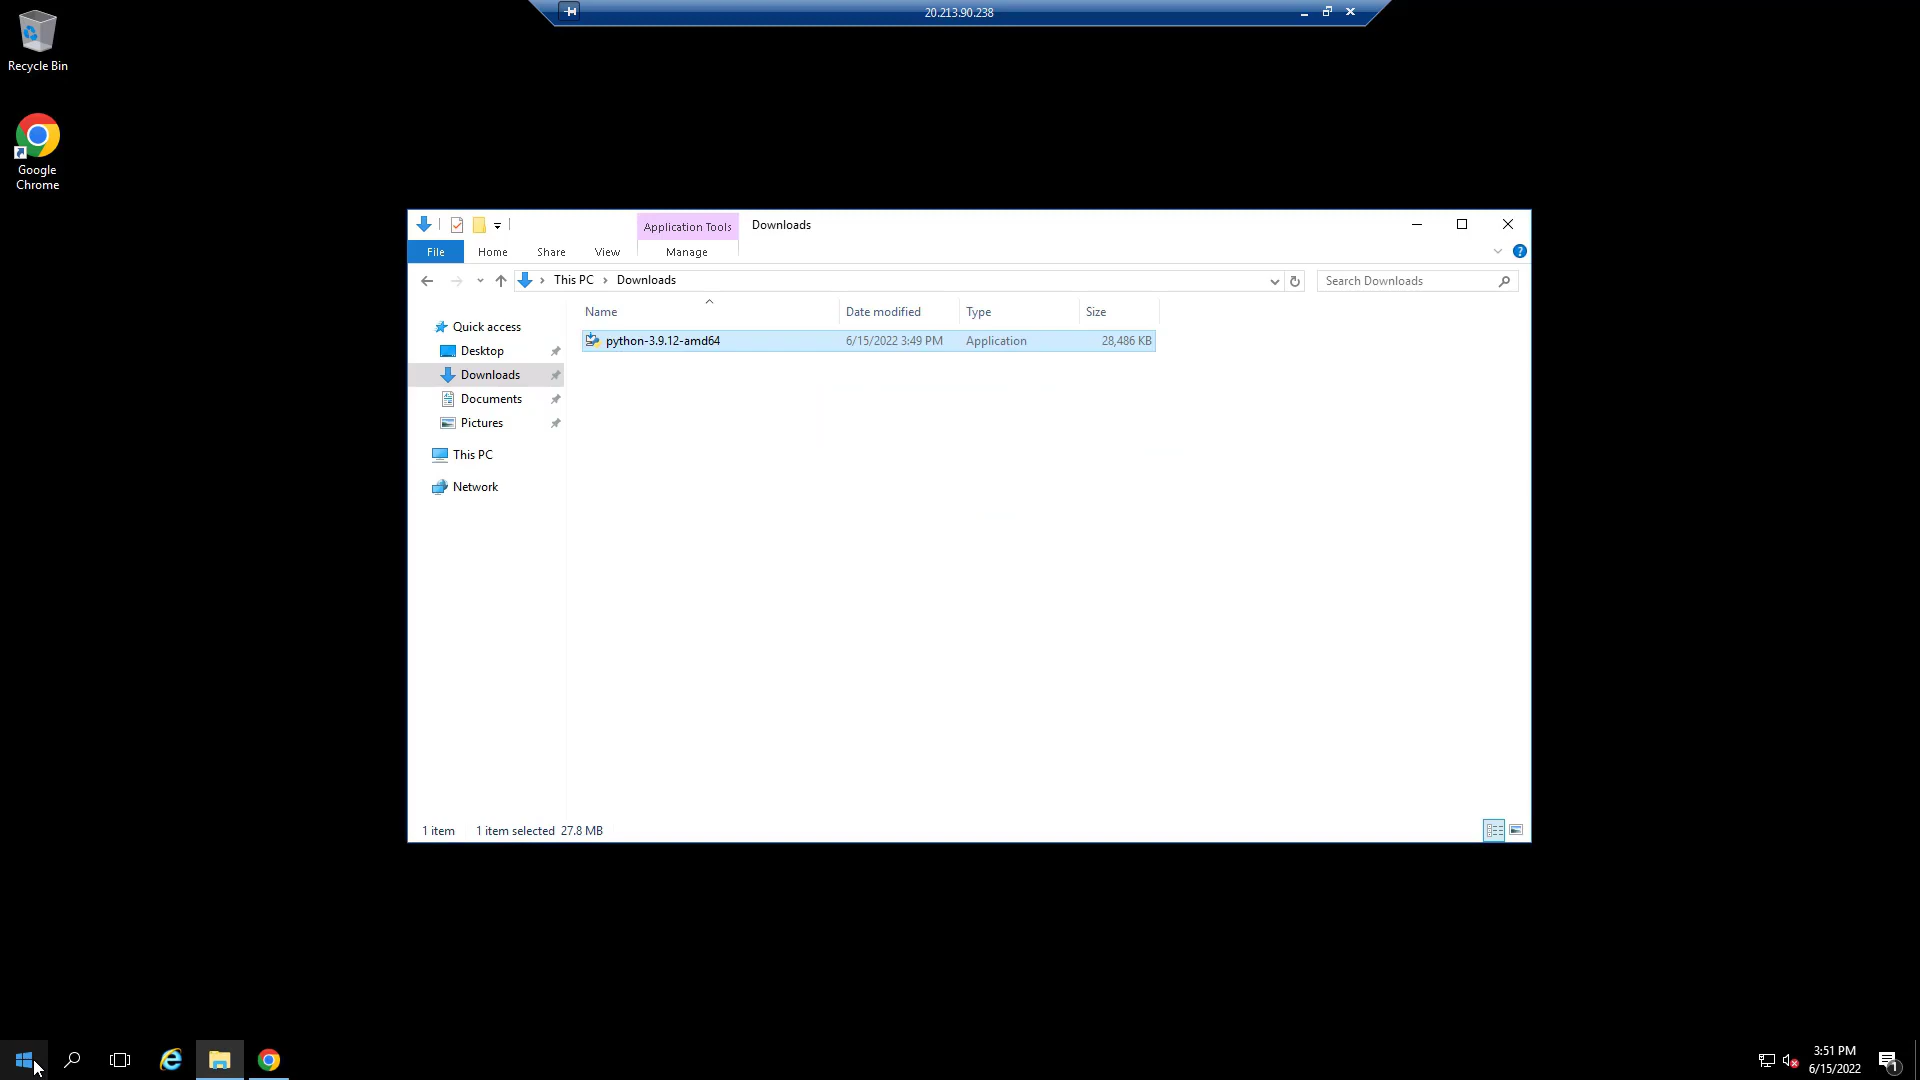 20.213.90.238
Recycle Bin
Google
Chrome
Application Tools
Downloads
File
Home
Share
View
Manage
This PC
Downloads
Search Downloads
Name
Date modified
Type
Size
Quick access
Desktop
Downloads
Documents
Pictures
This PC
Network
python-3.9.12-amd64
6/15/2022 3:49 PM
Application
28,486 KB
1 item
1 item selected 27.8 MB
3:51 PM
6/15/2022
1